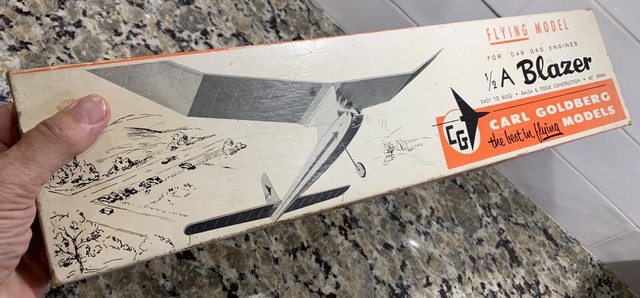 FLYING MODEL
FOR .049 GAS ENGINES
1/2 A Blazer
EASY TO BUILD • BALSA & TISSUE CONSTRUCTION • 40" SPAN
CG
CARL GOLDBERG
the best in flying MODELS